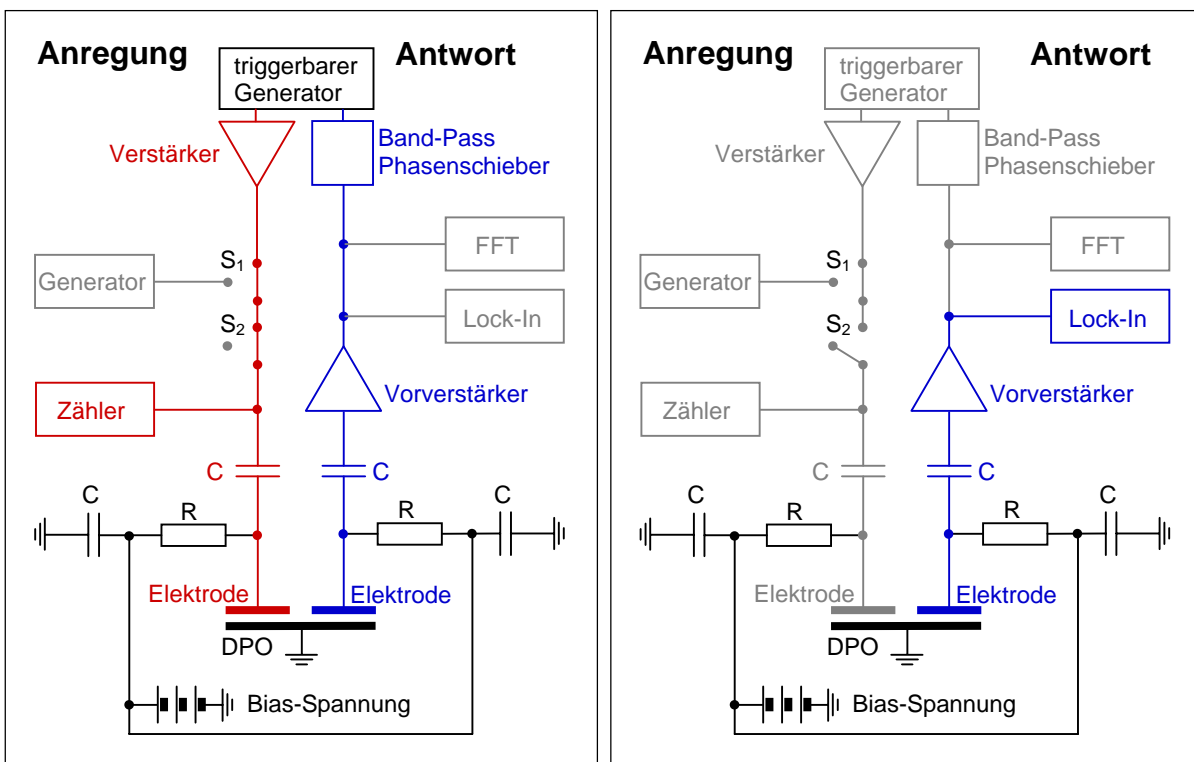 Anregung
triggerbarer
Generator
Antwort
Verstärker
Band-Pass
Phasenschieber
FFT
S1
Generator
Lock-In
S2
Zähler
Vorverstärker
C
C
C
R
R
C
Elektrode
Elektrode
DPO
Bias-Spannung
Anregung
triggerbarer
Generator
Antwort
Verstärker
Band-Pass
Phasenschieber
FFT
S1
Generator
Lock-In
S2
Zähler
Vorverstärker
C
C
C
R
R
C
Elektrode
Elektrode
DPO
Bias-Spannung